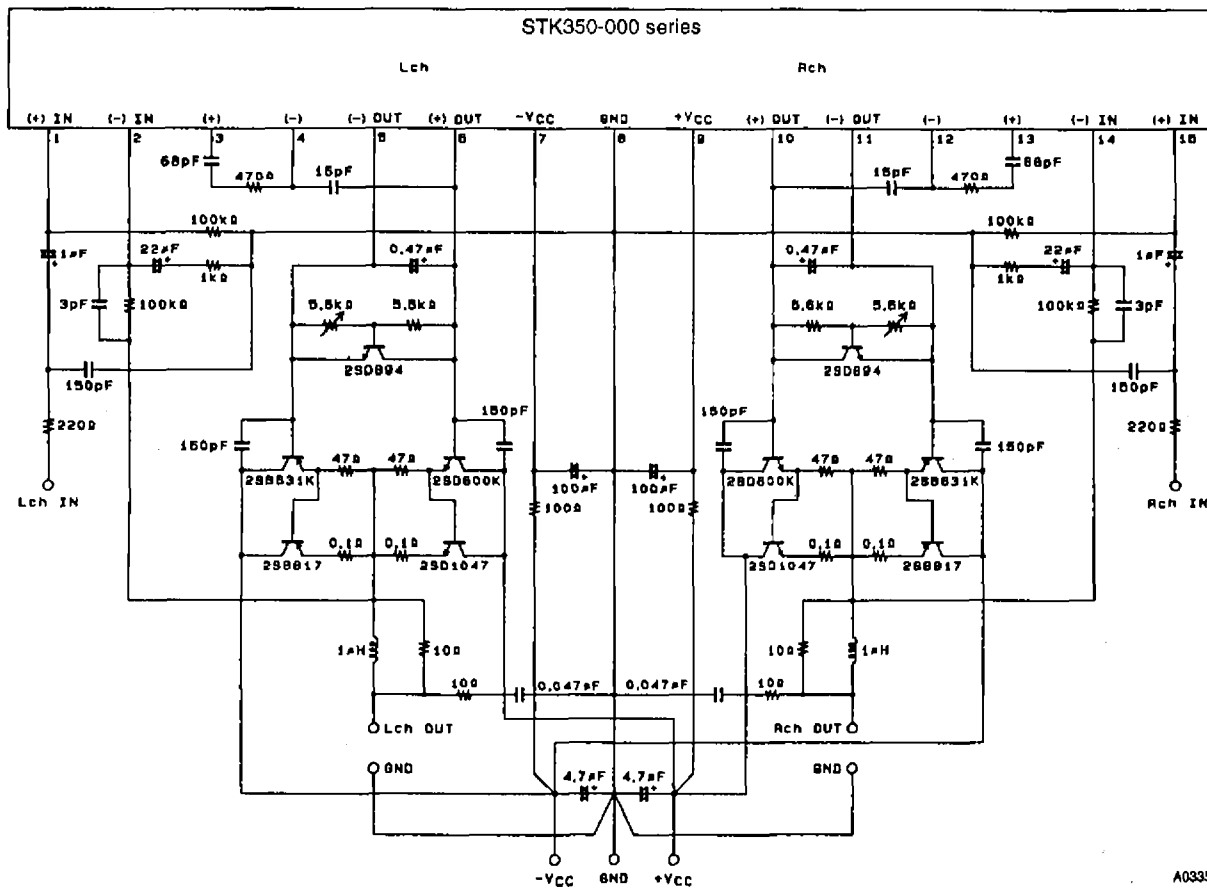 STK350-000 series
Lch Rch
(+) IN (-) IN (+) (-) (-) OUT (+) OUT -VCC GND +VCC (+) OUT (-) OUT (-) (+) (-) IN (+) IN
1 2 3 4 5 6 7 8 9 10 11 12 13 14 15
68pF 470Ω 15pF 15pF 470Ω 68pF
100kΩ 100kΩ
1µF 22µF 1kΩ 0.47µF 0.47µF 1kΩ 22µF 1µF
3pF 100kΩ 5.6kΩ 5.6kΩ 5.6kΩ 5.6kΩ 100kΩ 3pF
2SD894 2SD894
150pF 150pF
220Ω 150pF 150pF 150pF 150pF 220Ω
47Ω 47Ω 47Ω 47Ω
2SB631K 2SD600K 2SD600K 2SB631K
100µF 100µF
100Ω 100Ω
Lch IN Rch IN
0.1Ω 0.1Ω 0.1Ω 0.1Ω
2SB817 2SD1047 2SD1047 2SB817
1µH 10Ω 10Ω 1µH
10Ω 0.047µF 0.047µF 10Ω
Lch OUT Rch OUT
GND 4.7µF 4.7µF GND
-VCC GND +VCC
A0335